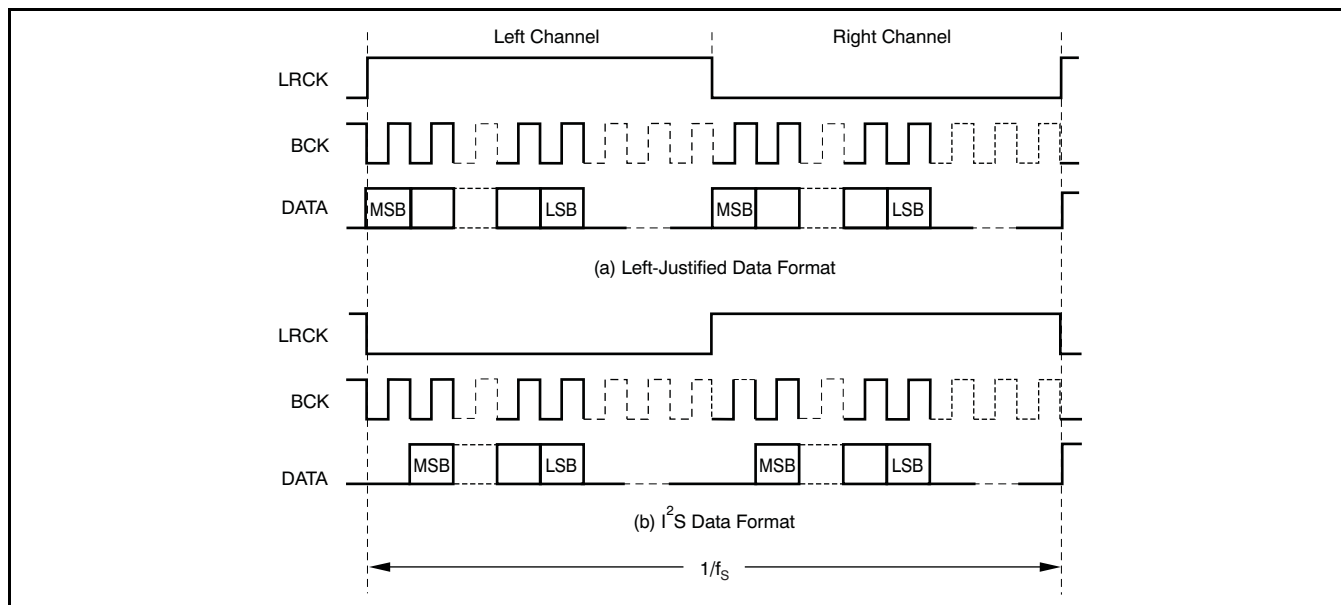 Left Channel Right Channel
LRCK
BCK
DATA MSB LSB MSB LSB
(a) Left-Justified Data Format
LRCK
BCK
DATA MSB LSB MSB LSB
(b) I²S Data Format
1/fS